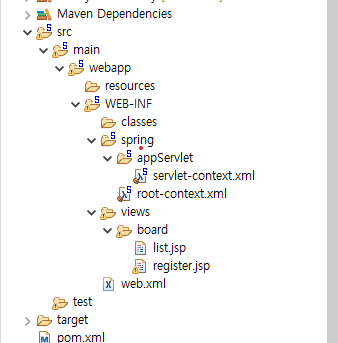 Maven Dependencies
src
main
webapp
resources
WEB-INF
classes
spring
appServlet
servlet-context.xml
root-context.xml
views
board
list.jsp
register.jsp
web.xml
test
target
pom.xml